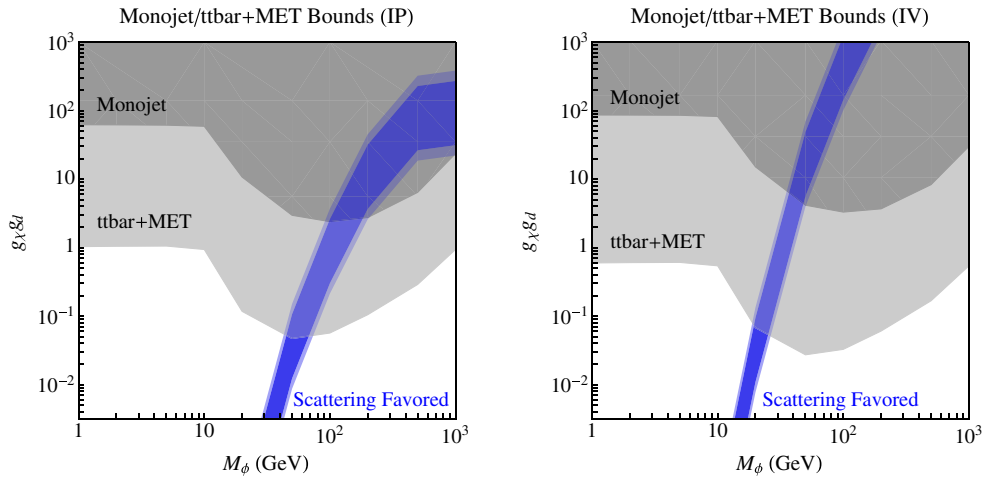 Monojet/ttbar+MET Bounds (IP)
10³
10²
10
1
10⁻¹
10⁻²
gχgd
Monojet
ttbar+MET
Scattering Favored
1 10 10² 10³
Mϕ (GeV)
Monojet/ttbar+MET Bounds (IV)
10³
10²
10
1
10⁻¹
10⁻²
gχgd
Monojet
ttbar+MET
Scattering Favored
1 10 10² 10³
Mϕ (GeV)